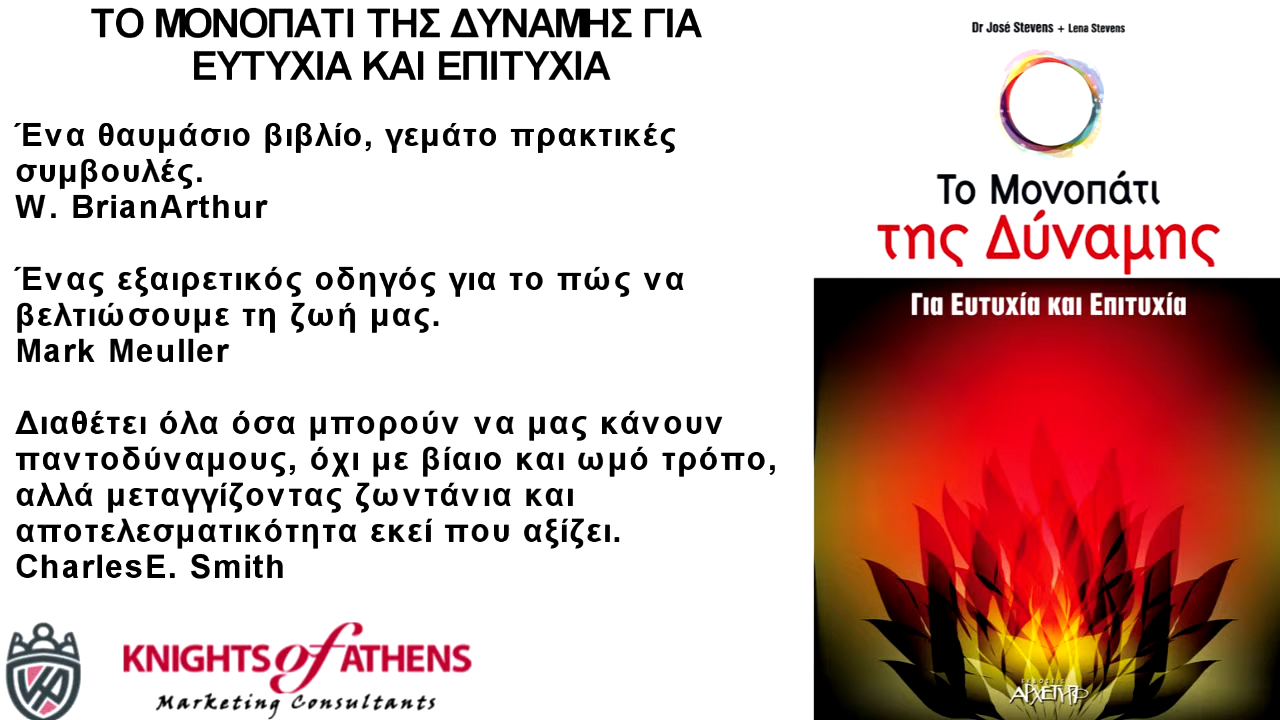 ΤΟ ΜΟΝΟΠΑΤΙ ΤΗΣ ΔΥΝΑΜΗΣ ΓΙΑ
ΕΥΤΥΧΙΑ ΚΑΙ ΕΠΙΤΥΧΙΑ
Ένα θαυμάσιο βιβλίο, γεμάτο πρακτικές
συμβουλές.
W. BrianArthur
Ένας εξαιρετικός οδηγός για το πώς να
βελτιώσουμε τη ζωή μας.
Mark Meuller
Διαθέτει όλα όσα μπορούν να μας κάνουν
παντοδύναμους, όχι με βίαιο και ωμό τρόπο,
αλλά μεταγγίζοντας ζωντάνια και
αποτελεσματικότητα εκεί που αξίζει.
CharlesE. Smith
KNIGHTS of ATHENS
Marketing Consultants
Dr José Stevens + Lena Stevens
Το Μονοπάτι
της Δύναμης
Για Ευτυχία και Επιτυχία
ΕΚΔΟΣΕΙΣ
ΑΡΧΕΤΥΠΟ